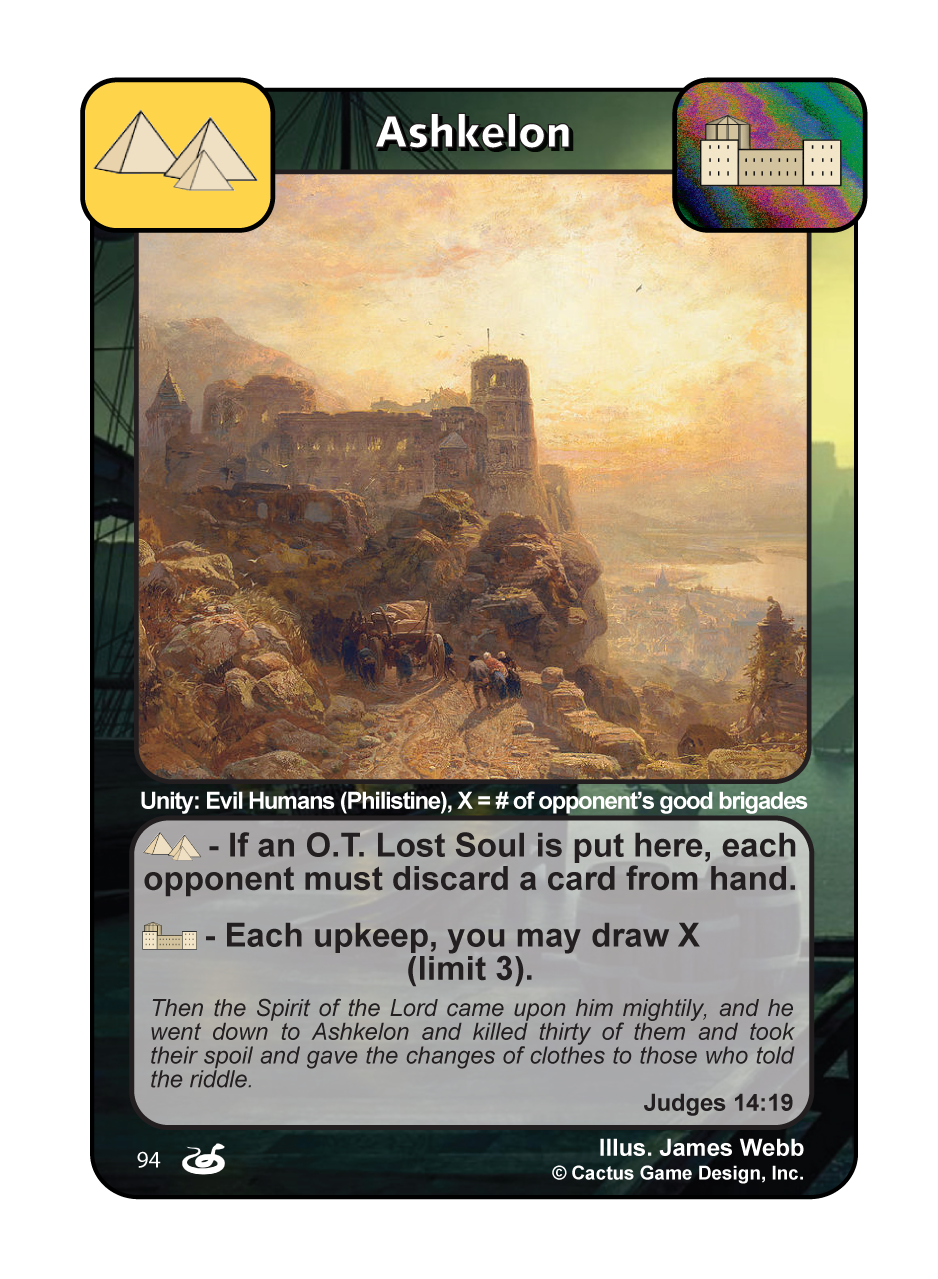 Ashkelon
Unity: Evil Humans (Philistine), X = # of opponent's good brigades
- If an O.T. Lost Soul is put here, each
opponent must discard a card from hand.
- Each upkeep, you may draw X
(limit 3).
Then the Spirit of the Lord came upon him mightily, and he
went down to Ashkelon and killed thirty of them and took
their spoil and gave the changes of clothes to those who told
the riddle.
Judges 14:19
94
Illus. James Webb
© Cactus Game Design, Inc.